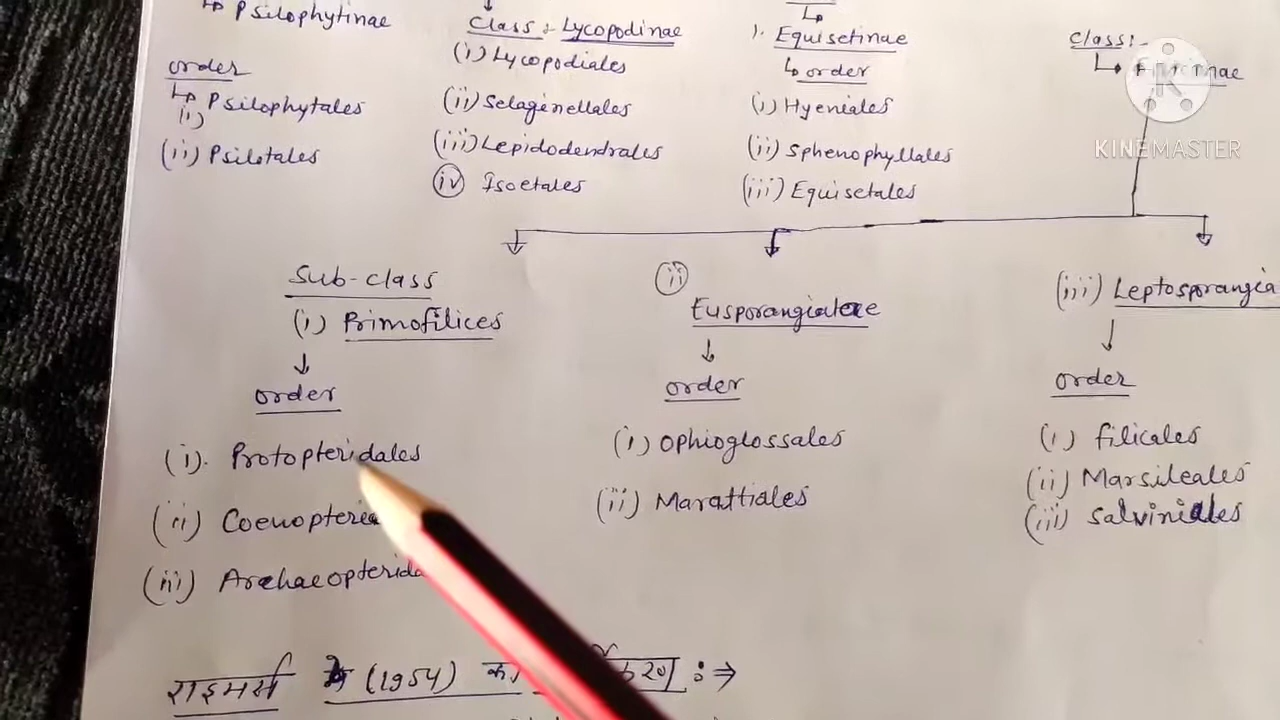 ↳ Psilophytinae
order
↳ Psilophytales
(i)
(ii) Psilotales
Class: Lycopodinae
(i) Lycopodiales
(ii) Selaginellales
(iii) Lepidodendrales
(iv) Isoetales
1. Equisetinae
↳ order
(i) Hyeniales
(ii) Sphenophyllales
(iii) Equisetales
Class:-
KINEMASTER
Sub-class
(i) Primofilices
order
(i). Protopteridales
(ii)
(iii)
(ii)
Eusporangiatae
order
(i) Ophioglossales
(ii) Marattiales
(iii) Leptosporangia
order
(i) filicales
(ii) Marsileales
(iii) Salviniales
राइमर्स (1954) :⇒